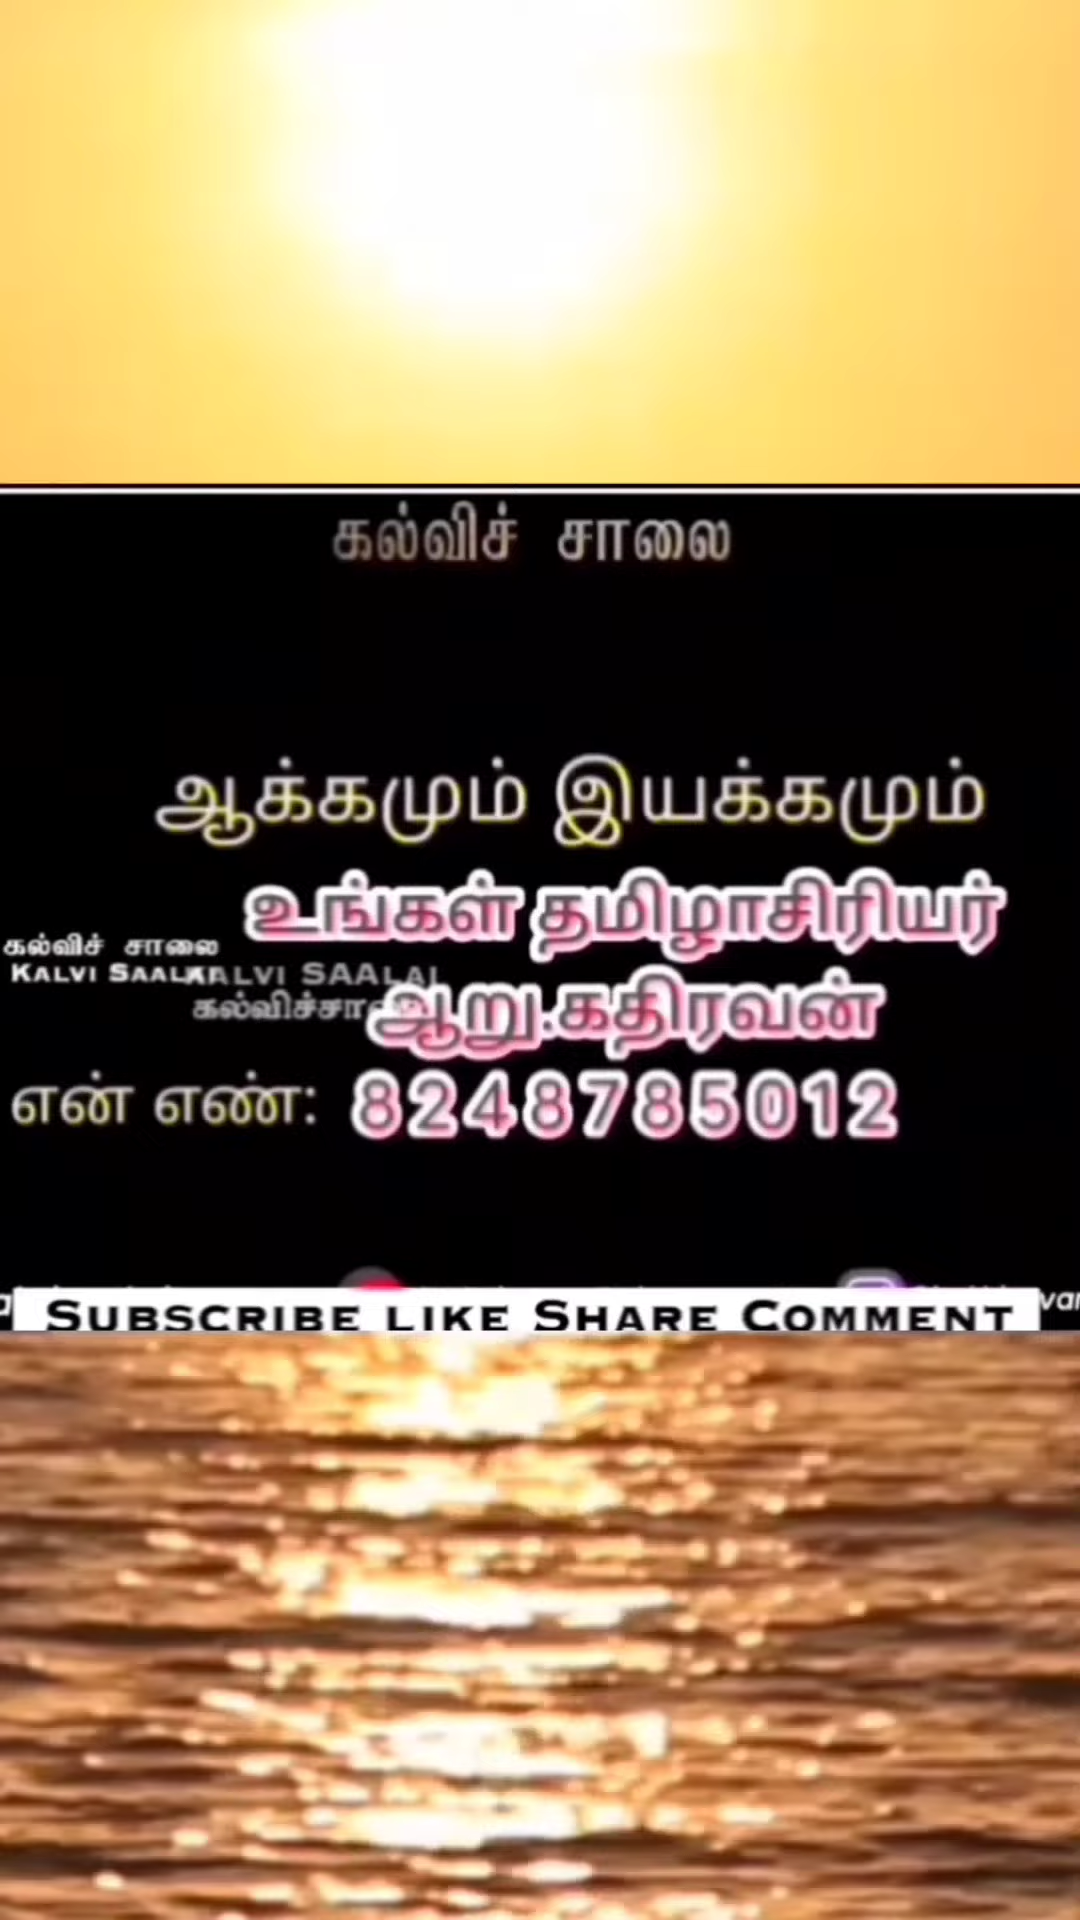 கல்விச் சாலை
ஆக்கமும் இயக்கமும்
உங்கள் தமிழாசிரியர்
கல்விச் சாலை
KALVI SAALAI
KALVI SAALAI
கல்விச்சாலை
ஆறு.கதிரவன்
என் எண்: 8248785012
SUBSCRIBE LIKE SHARE COMMENT